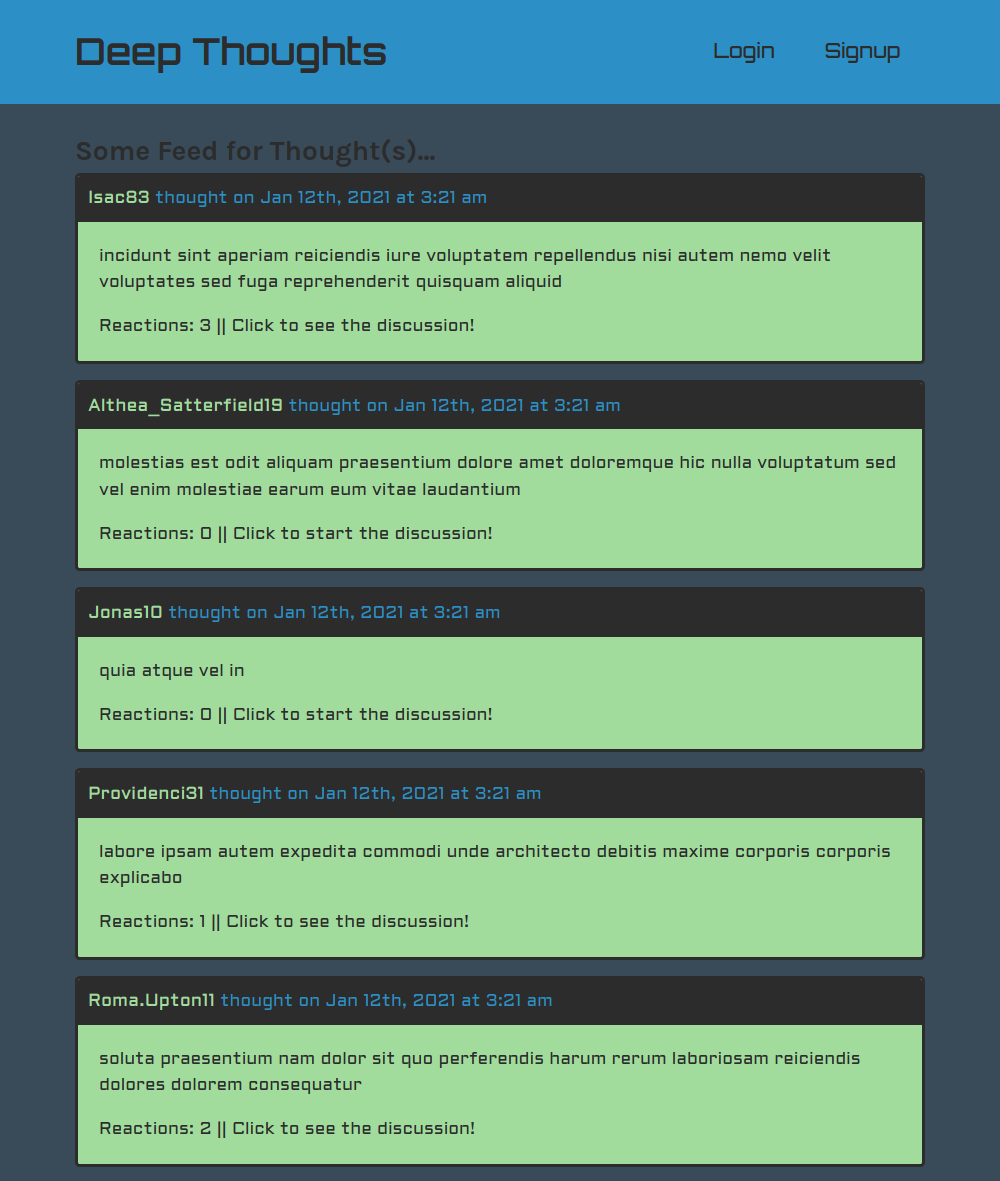 Deep Thoughts
Login
Signup
Some Feed for Thought(s)...
Isac83 thought on Jan 12th, 2021 at 3:21 am
incidunt sint aperiam reiciendis iure voluptatem repellendus nisi autem nemo velit
voluptates sed fuga reprehenderit quisquam aliquid
Reactions: 3 || Click to see the discussion!
Althea_Satterfield19 thought on Jan 12th, 2021 at 3:21 am
molestias est odit aliquam praesentium dolore amet doloremque hic nulla voluptatum sed
vel enim molestiae earum eum vitae laudantium
Reactions: 0 || Click to start the discussion!
Jonas10 thought on Jan 12th, 2021 at 3:21 am
quia atque vel in
Reactions: 0 || Click to start the discussion!
Providenci31 thought on Jan 12th, 2021 at 3:21 am
labore ipsam autem expedita commodi unde architecto debitis maxime corporis corporis
explicabo
Reactions: 1 || Click to see the discussion!
Roma.Upton11 thought on Jan 12th, 2021 at 3:21 am
soluta praesentium nam dolor sit quo perferendis harum rerum laboriosam reiciendis
dolores dolorem consequatur
Reactions: 2 || Click to see the discussion!